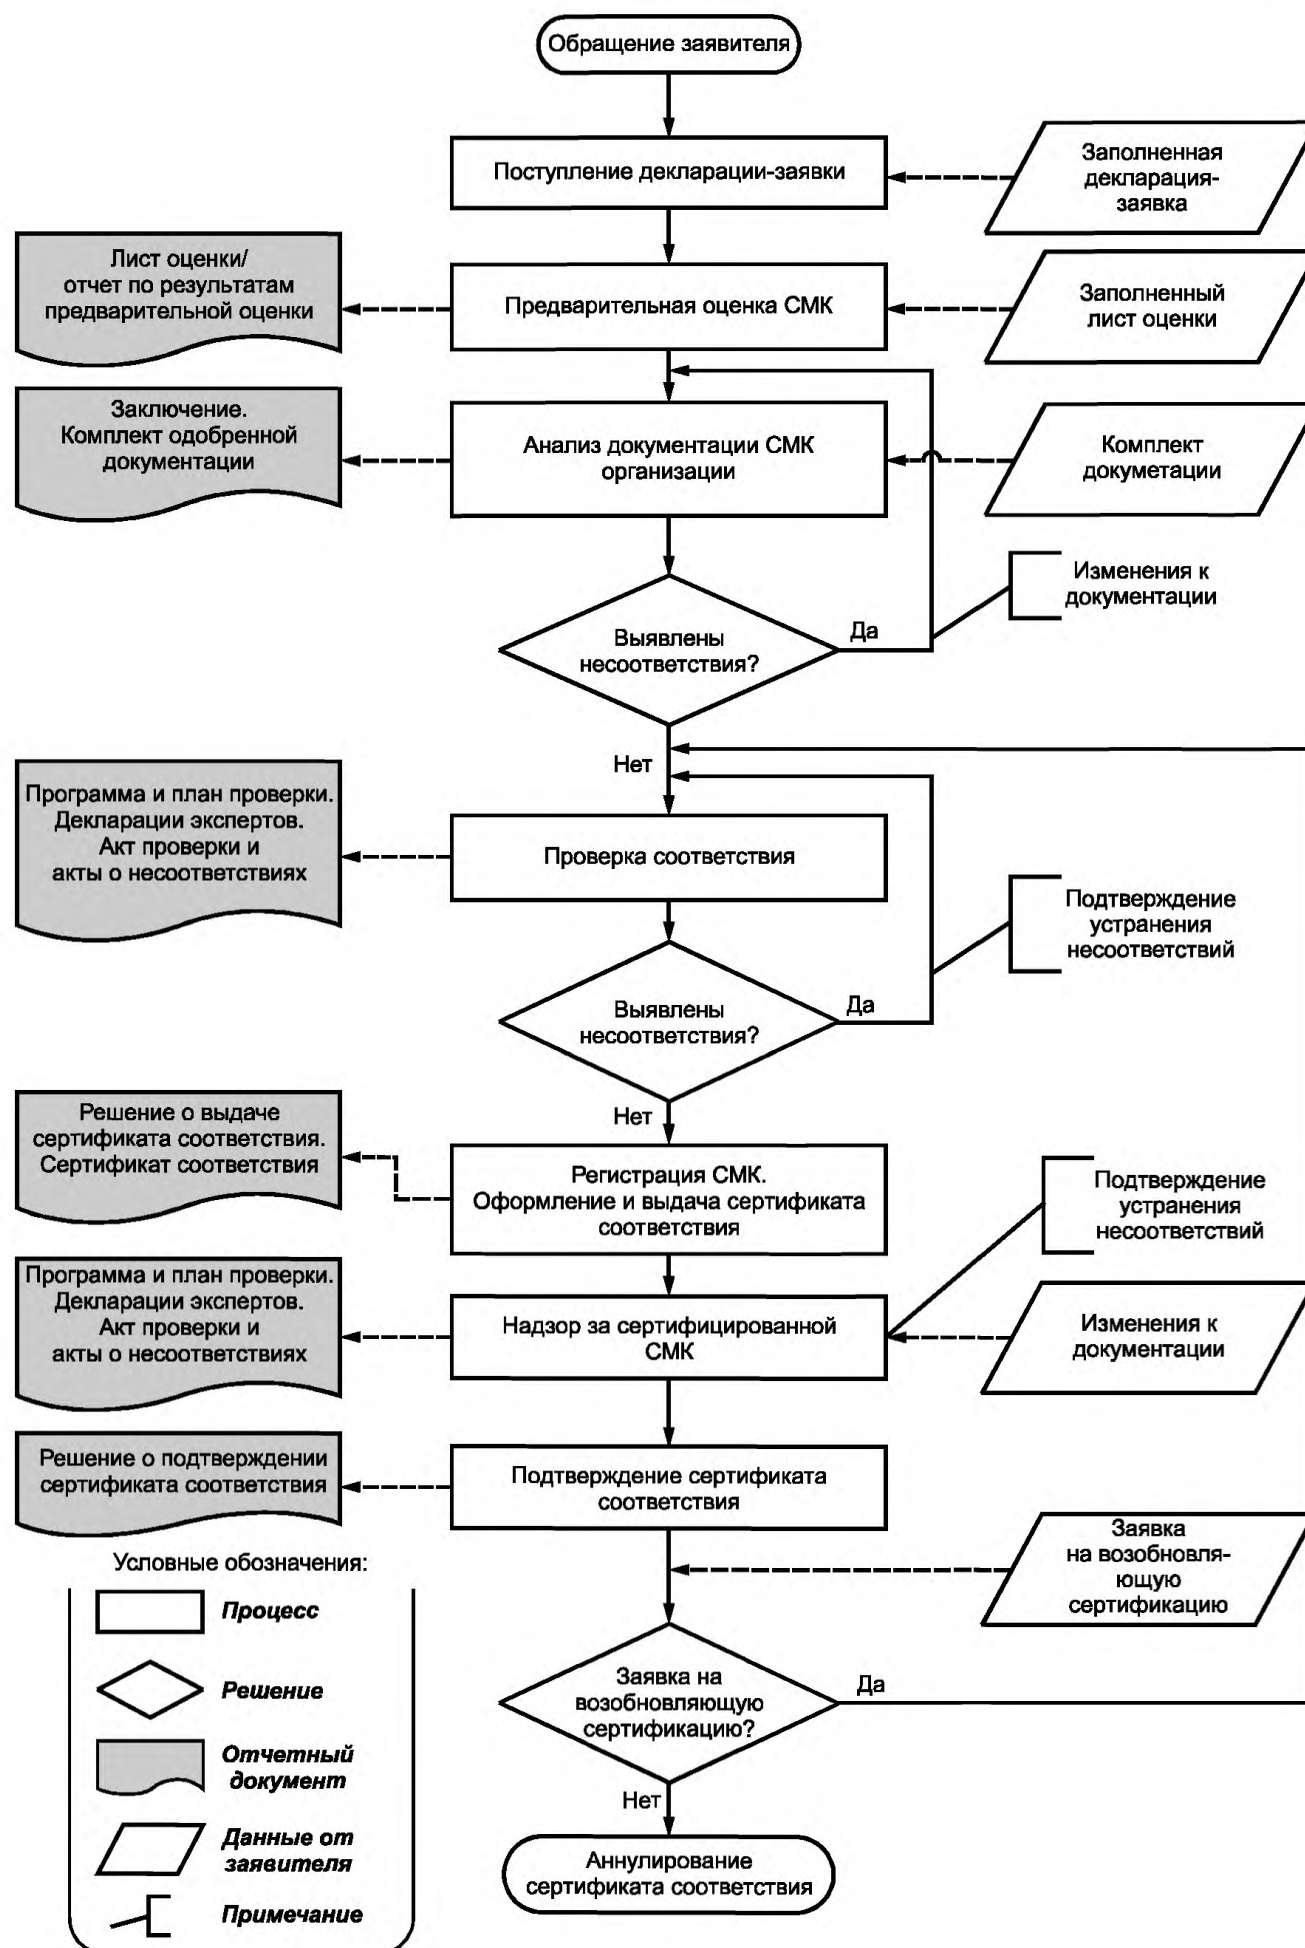 Обращение заявителя
Поступление декларации-заявки
Заполненная
декларация-
заявка
Лист оценки/
отчет по результатам
предварительной оценки
Предварительная оценка СМК
Заполненный
лист оценки
Заключение.
Комплект одобренной
документации
Анализ документации СМК
организации
Комплект
докуметации
Изменения к
документации
Выявлены
несоответствия?
Да
Нет
Программа и план проверки.
Декларации экспертов.
Акт проверки и
акты о несоответствиях
Проверка соответствия
Подтверждение
устранения
несоответствий
Выявлены
несоответствия?
Да
Нет
Решение о выдаче
сертификата соответствия.
Сертификат соответствия
Регистрация СМК.
Оформление и выдача сертификата
соответствия
Подтверждение
устранения
несоответствий
Программа и план проверки.
Декларации экспертов.
Акт проверки и
акты о несоответствиях
Надзор за сертифицированной
СМК
Изменения к
документации
Решение о подтверждении
сертификата соответствия
Подтверждение сертификата
соответствия
Заявка
на возобновля-
ющую
сертификацию
Заявка на
возобновляющую
сертификацию?
Да
Нет
Аннулирование
сертификата соответствия
Условные обозначения:
Процесс
Решение
Отчетный
документ
Данные от
заявителя
Примечание